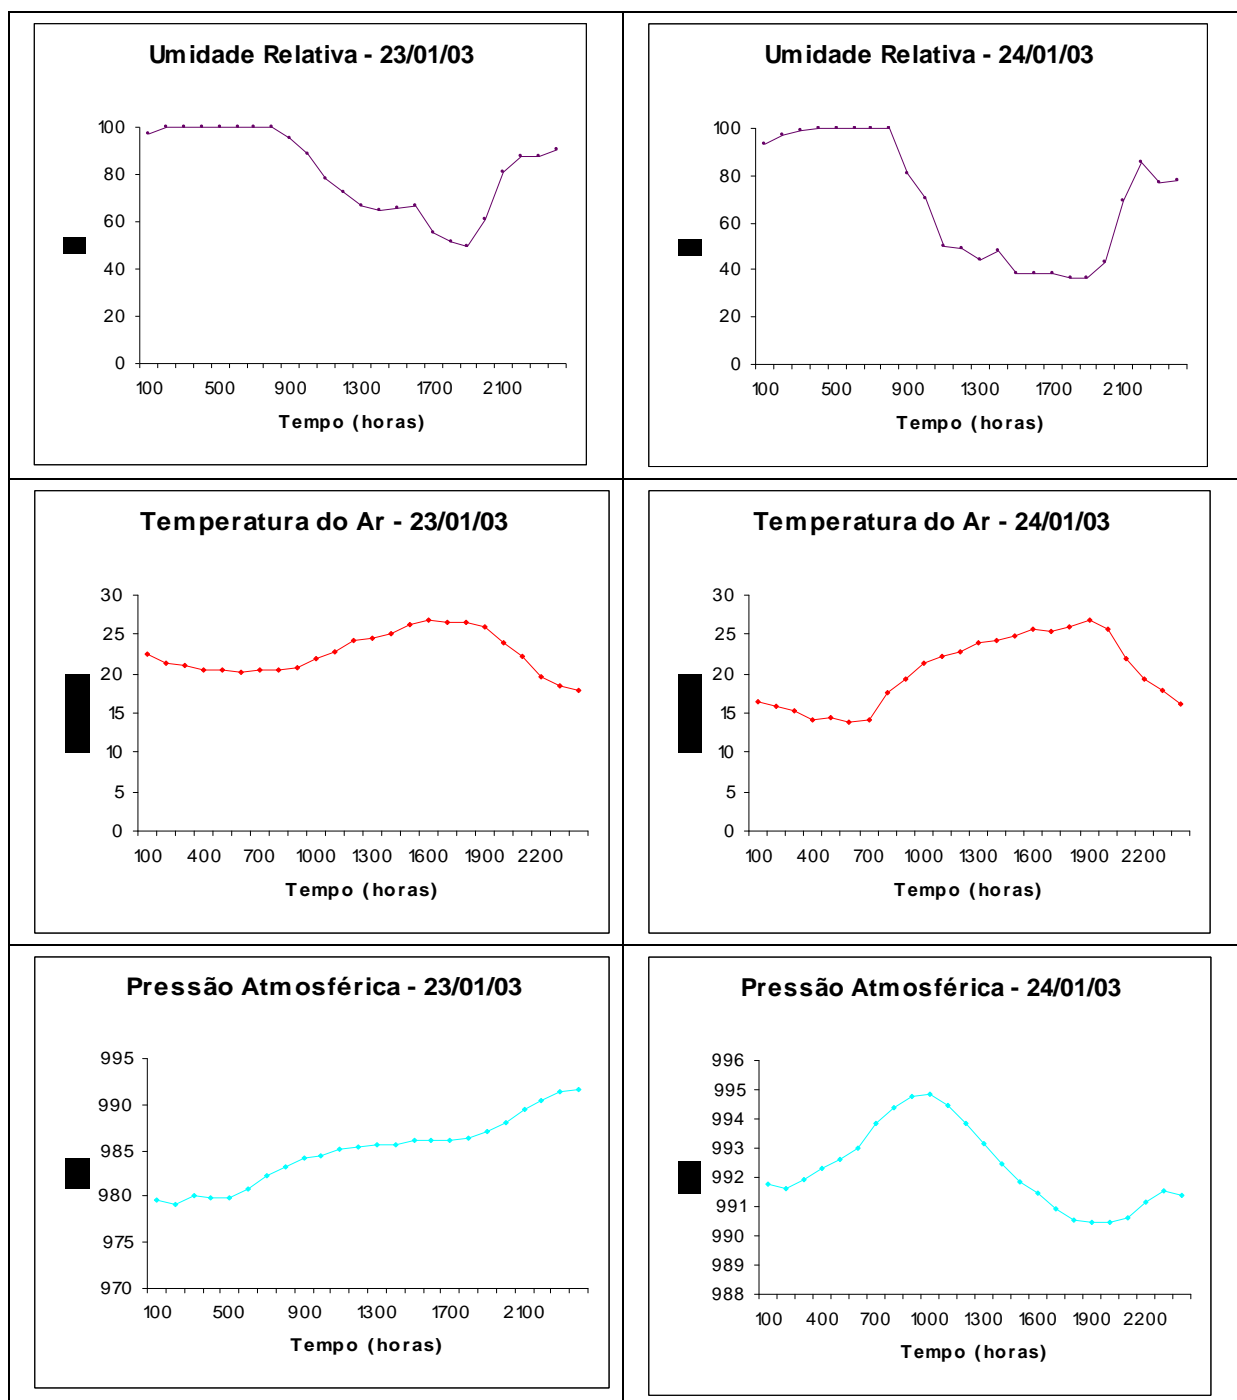 Umidade Relativa - 23/01/03
100
80
60
40
20
0
100 500 900 1300 1700 2100
Tempo (horas)
Umidade Relativa - 24/01/03
100
80
60
40
20
0
100 500 900 1300 1700 2100
Tempo (horas)
Temperatura do Ar - 23/01/03
30
25
20
15
10
5
0
100 400 700 1000 1300 1600 1900 2200
Tempo (horas)
Temperatura do Ar - 24/01/03
30
25
20
15
10
5
0
100 400 700 1000 1300 1600 1900 2200
Tempo (horas)
Pressão Atmosférica - 23/01/03
995
990
985
980
975
970
100 500 900 1300 1700 2100
Tempo (horas)
Pressão Atmosférica - 24/01/03
996
995
994
993
992
991
990
989
988
100 400 700 1000 1300 1600 1900 2200
Tempo (horas)